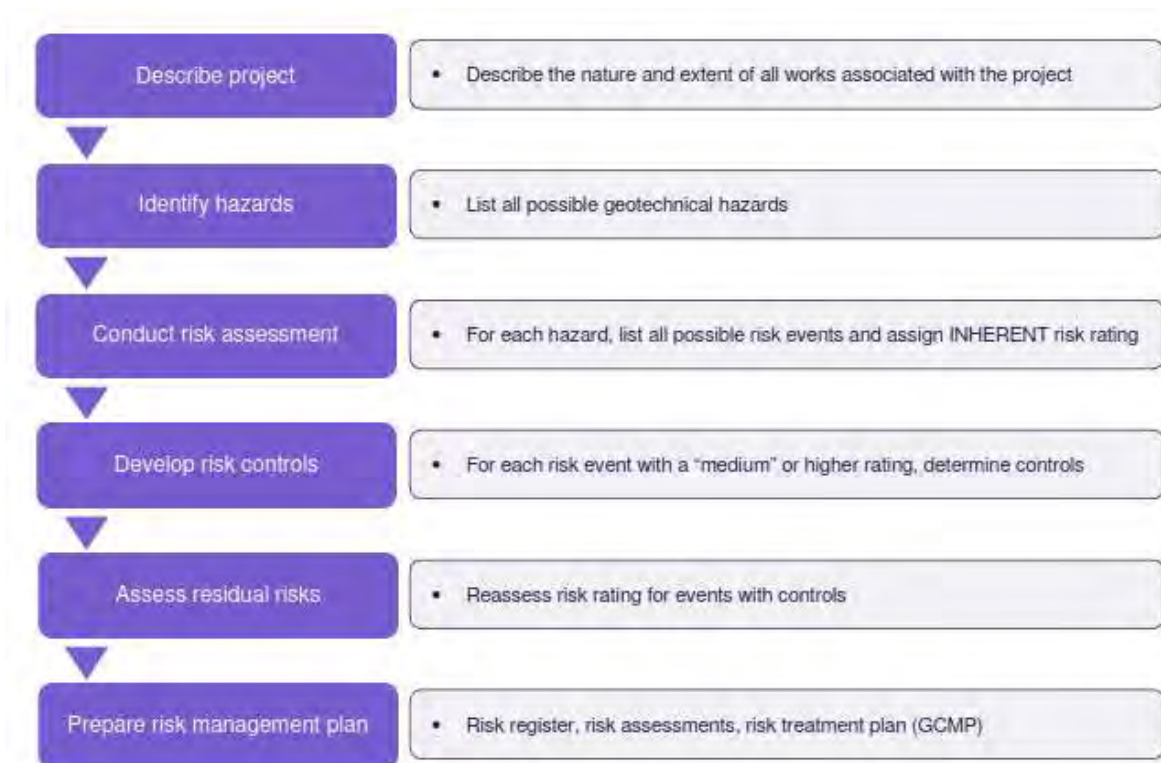 Describe project
• Describe the nature and extent of all works associated with the project
Identify hazards
• List all possible geotechnical hazards
Conduct risk assessment
• For each hazard, list all possible risk events and assign INHERENT risk rating
Develop risk controls
• For each risk event with a “medium” or higher rating, determine controls
Assess residual risks
• Reassess risk rating for events with controls
Prepare risk management plan
• Risk register, risk assessments, risk treatment plan (GCMP)